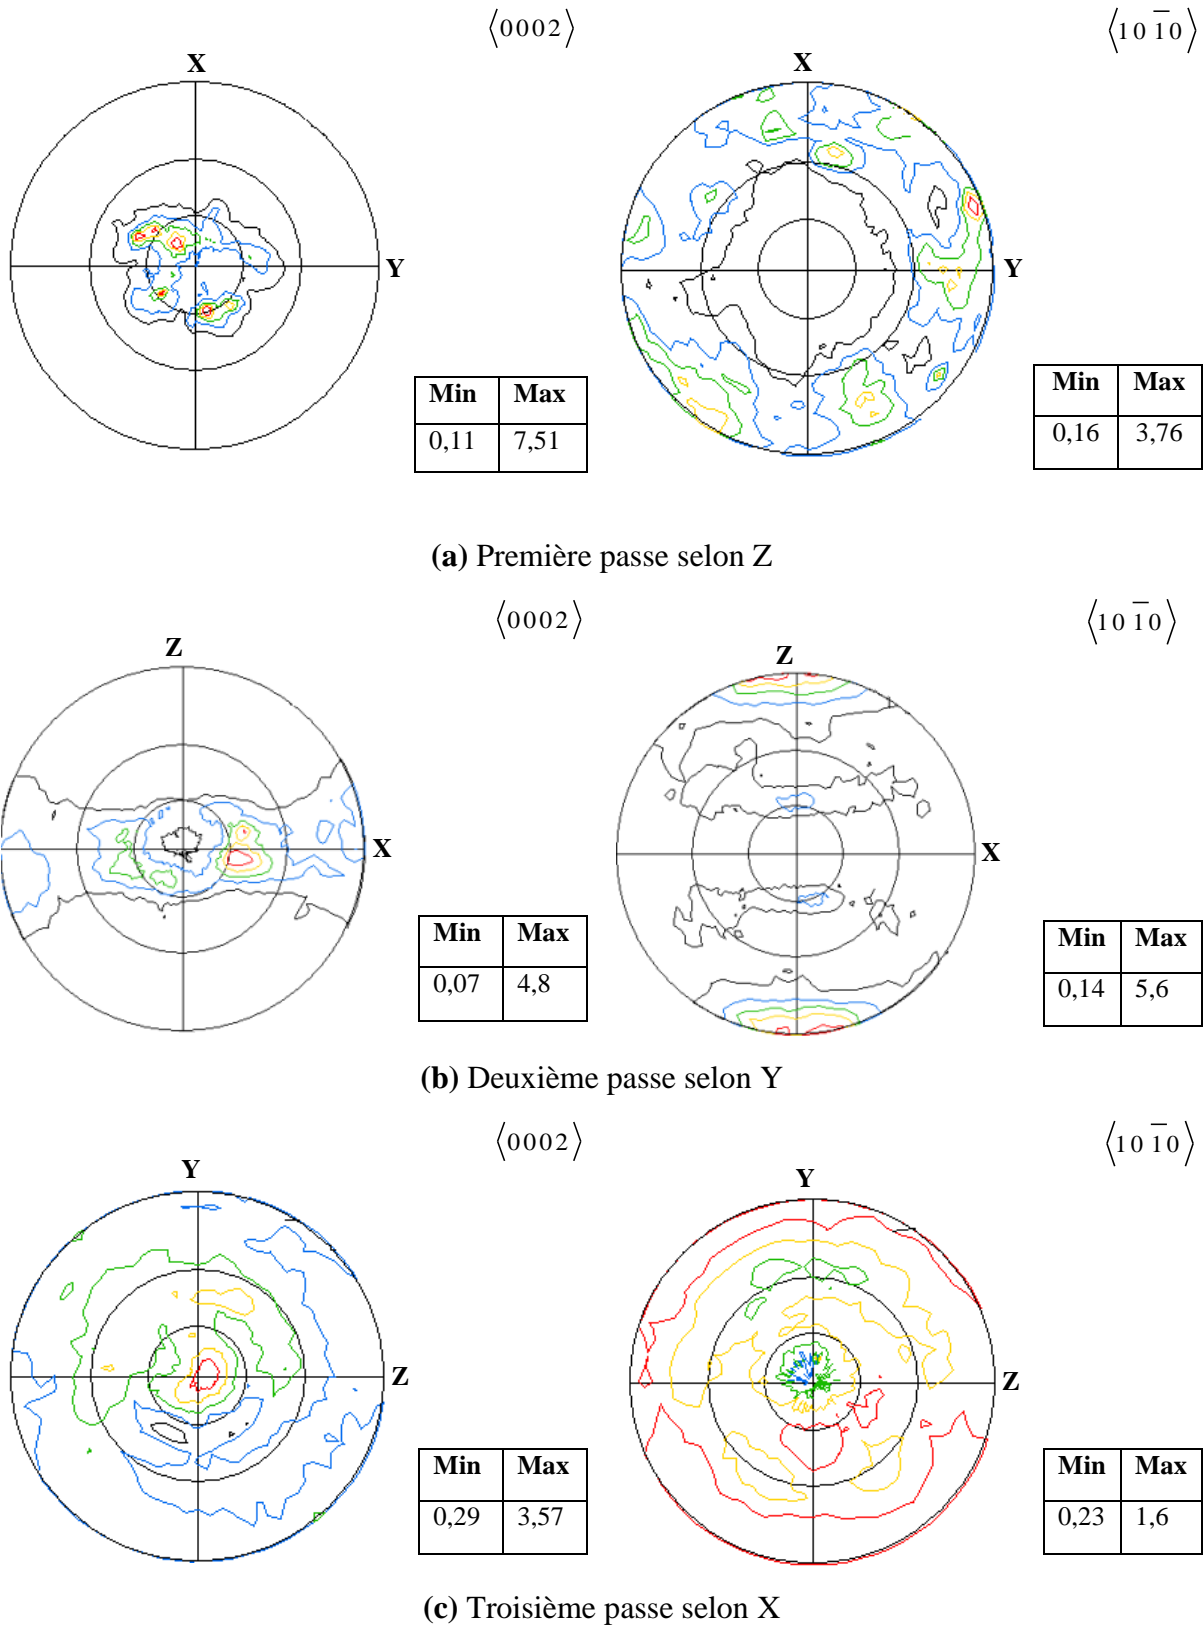 ⟨0002⟩
⟨10 1̅0⟩
X
X
Y
Y
Min Max
0,11 7,51
Min Max
0,16 3,76
(a) Première passe selon Z
⟨0002⟩
⟨10 1̅0⟩
Z
Z
X
X
Min Max
0,07 4,8
Min Max
0,14 5,6
(b) Deuxième passe selon Y
⟨0002⟩
⟨10 1̅0⟩
Y
Y
Z
Z
Min Max
0,29 3,57
Min Max
0,23 1,6
(c) Troisième passe selon X